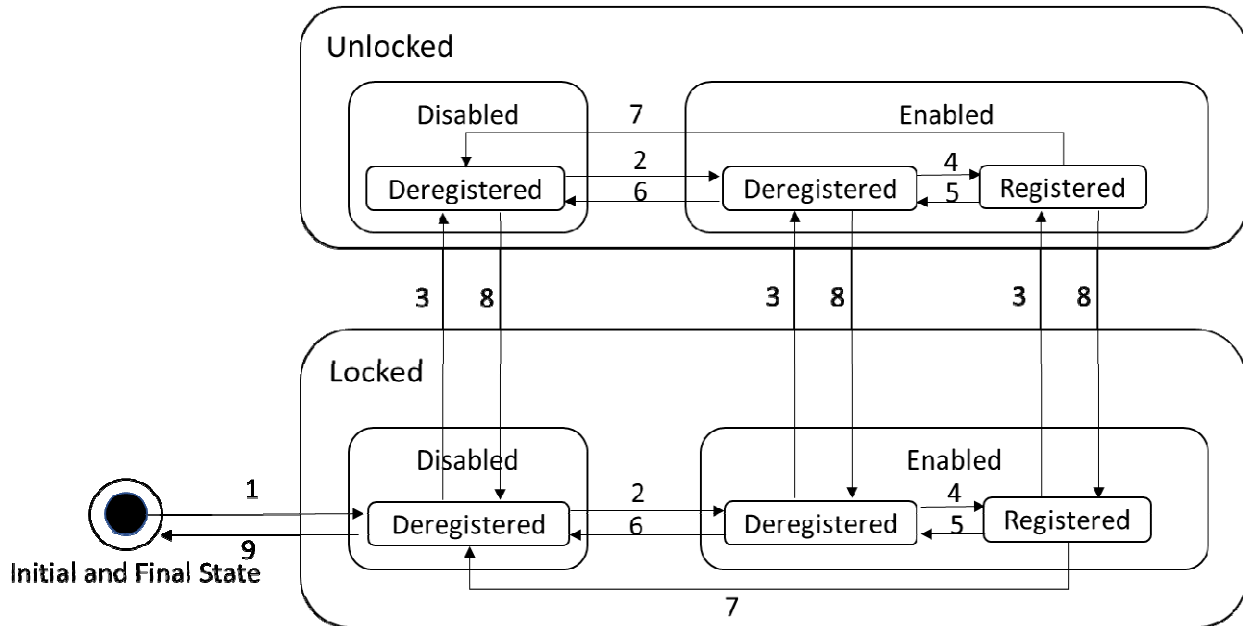 Unlocked
Disabled
7
Enabled
2
4
Deregistered
Deregistered
Registered
6
5
3
8
3
8
3
8
Locked
Disabled
Enabled
1
2
4
Deregistered
Deregistered
Registered
6
5
9
Initial and Final State
7